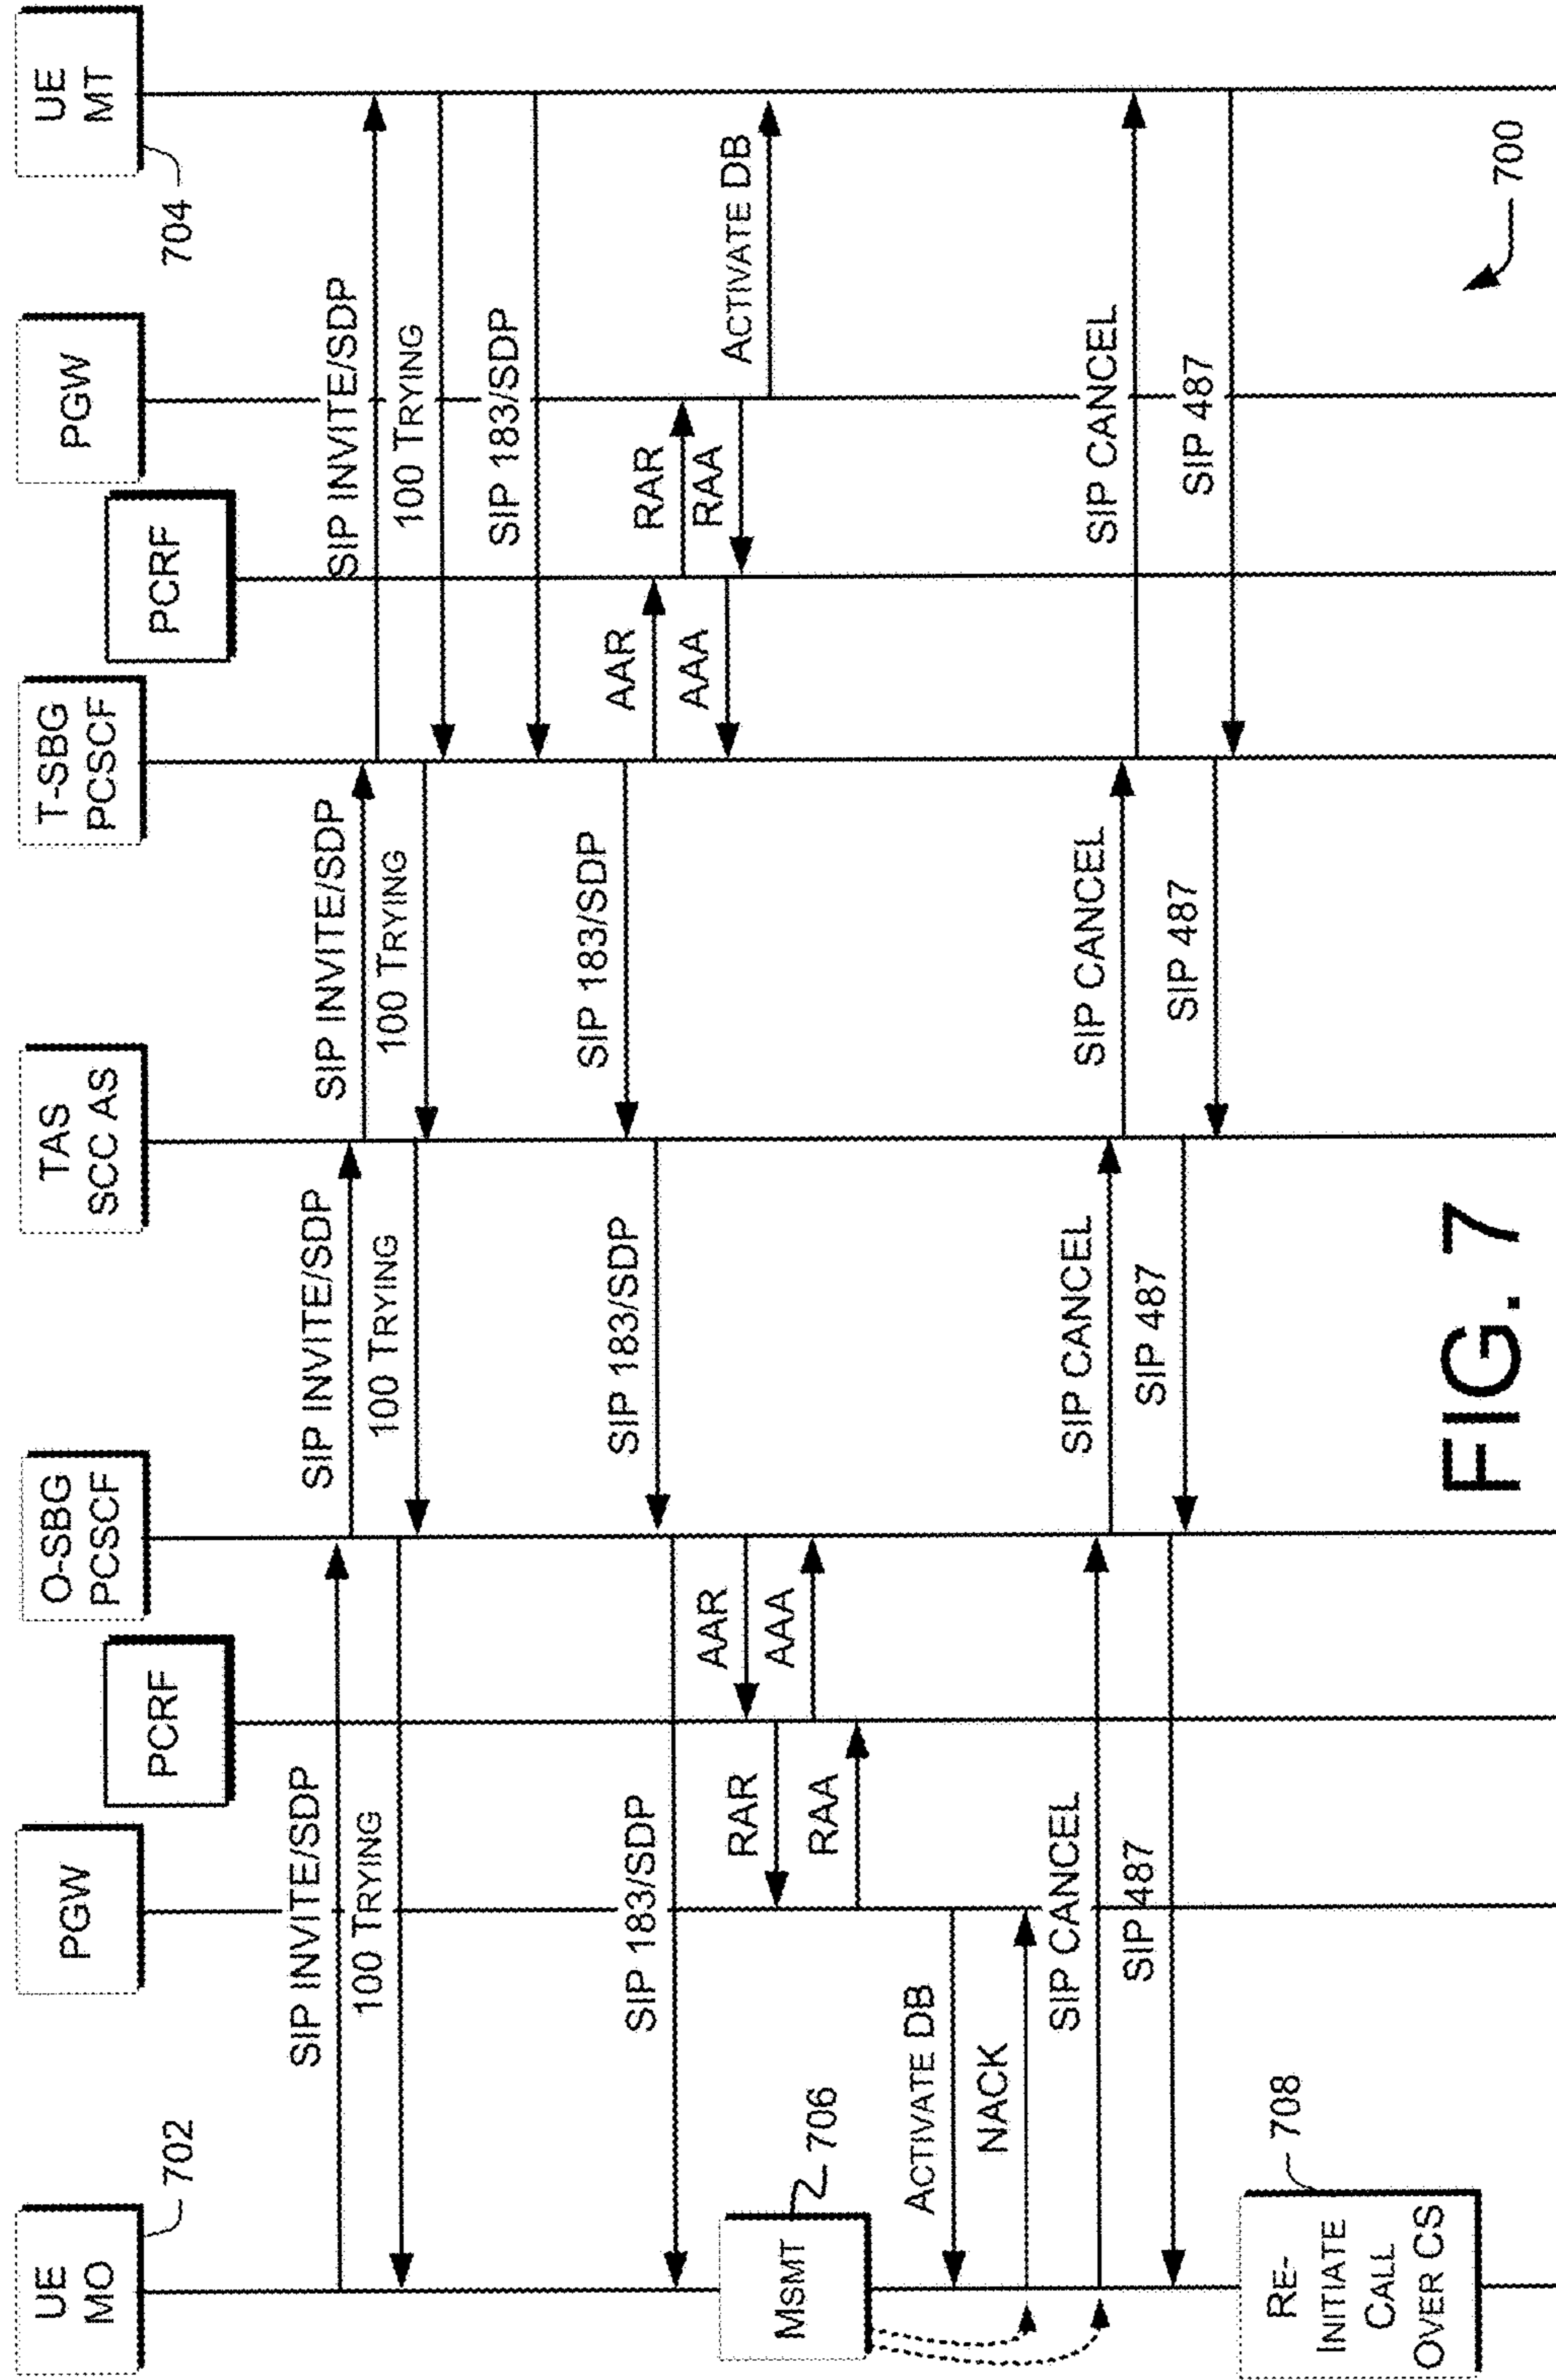 UE
MO
702
PGW
PCRF
O-SBG
PCSCF
TAS
SCC AS
T-SBG
PCSCF
PCRF
PGW
UE
MT
704
SIP INVITE/SDP
SIP INVITE/SDP
SIP INVITE/SDP
SIP INVITE/SDP
100 TRYING
100 TRYING
100 TRYING
100 TRYING
SIP 183/SDP
SIP 183/SDP
SIP 183/SDP
SIP 183/SDP
AAR
RAR
RAA
AAA
ACTIVATE DB
MSMT
706
AAR
RAR
AAA
RAA
ACTIVATE DB
NACK
SIP CANCEL
SIP CANCEL
SIP CANCEL
SIP CANCEL
SIP 487
SIP 487
SIP 487
SIP 487
RE-
INITIATE
CALL
OVER CS
708
700
FIG. 7